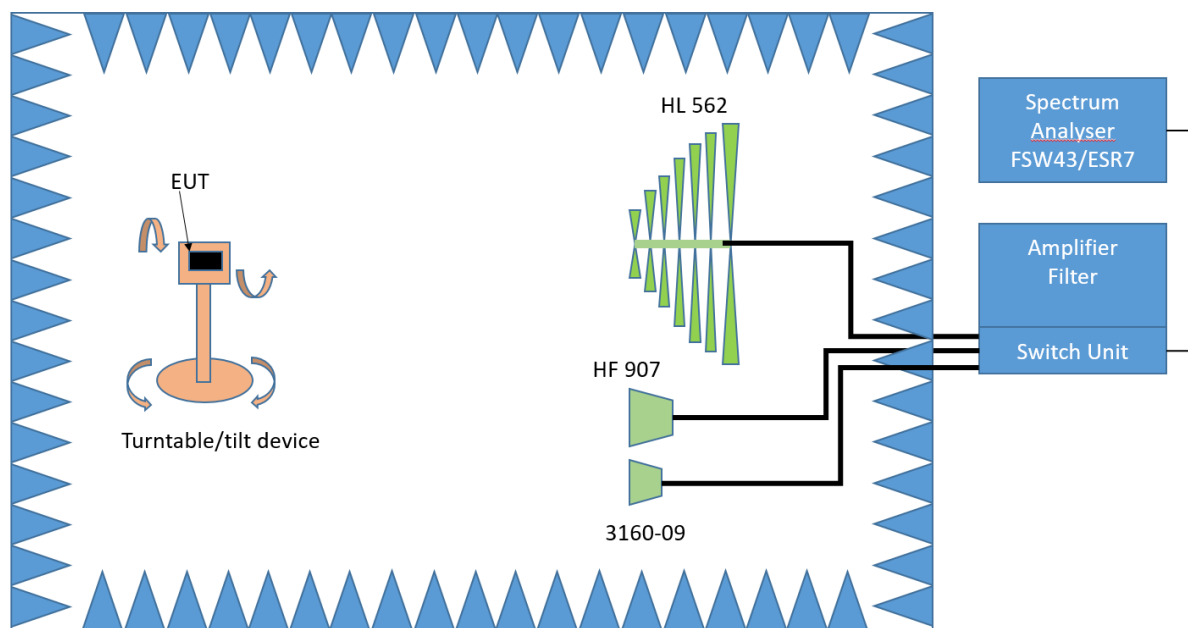 HL 562
Spectrum
Analyser
FSW43/ESR7
EUT
Amplifier
Filter
Switch Unit
HF 907
Turntable/tilt device
3160-09